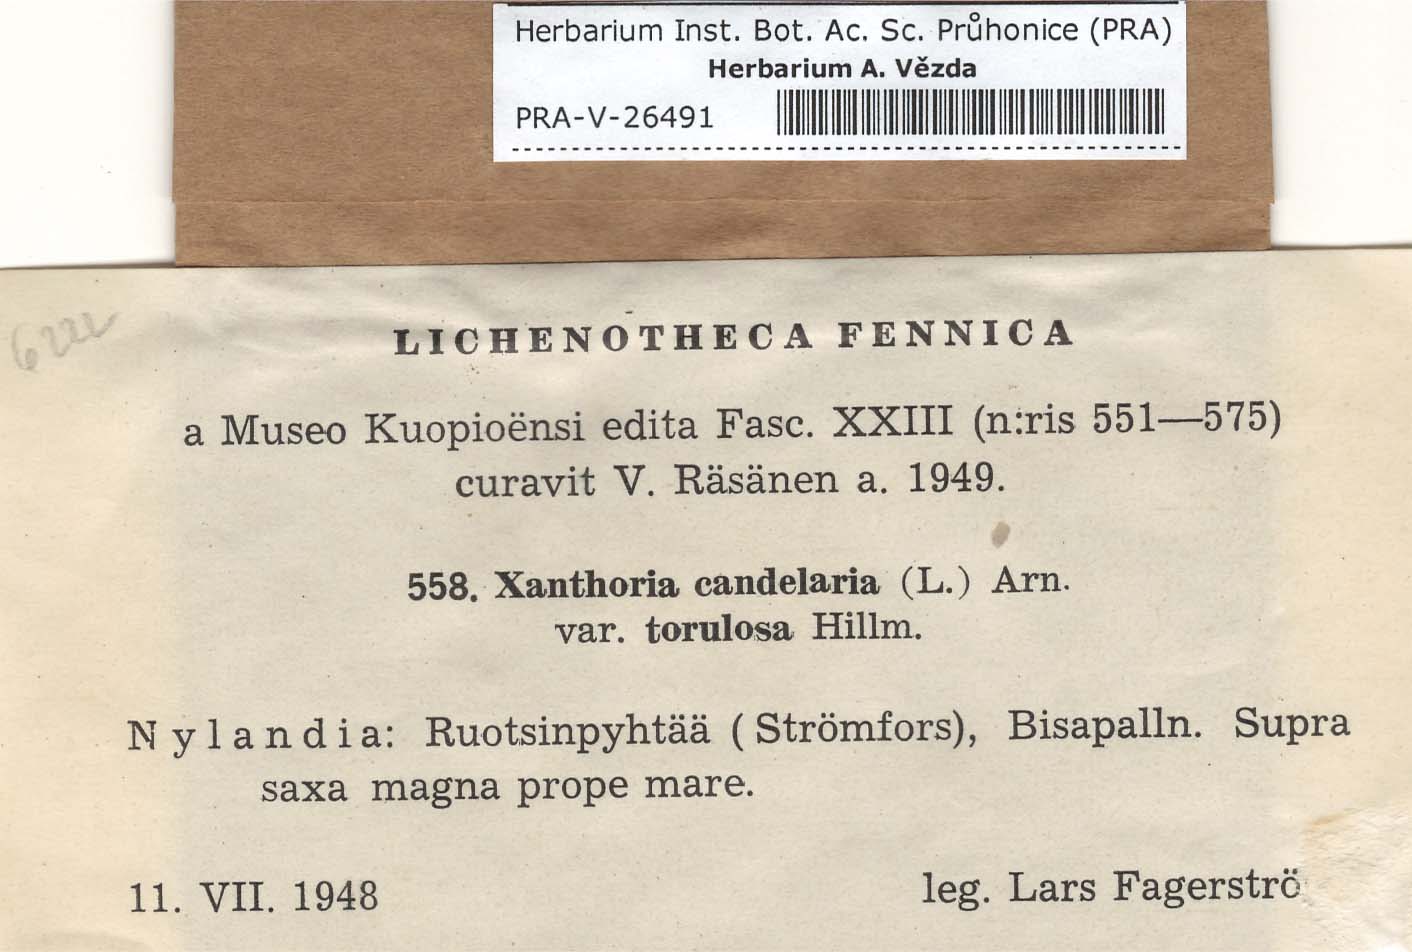 Herbarium Inst. Bot. Ac. Sc. Průhonice (PRA)
Herbarium A. Vězda
PRA-V-26491
6222
LICHENOTHECA FENNICA
a Museo Kuopioënsi edita Fasc. XXIII (n:ris 551—575)
curavit V. Räsänen a. 1949.
558. Xanthoria candelaria (L.) Arn.
var. torulosa Hillm.
Nylandia: Ruotsinpyhtää (Strömfors), Bisapalln. Supra
saxa magna prope mare.
11. VII. 1948
leg. Lars Fagerströ